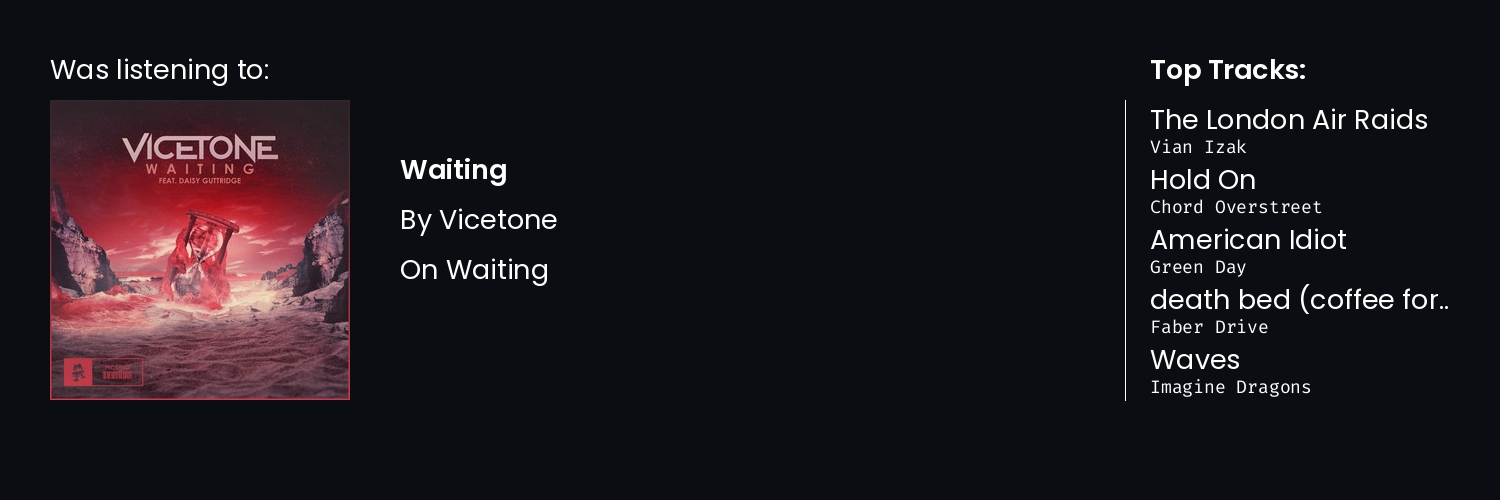 Was listening to:
VICETONE
WAITING
FEAT. DAISY GUTTRIDGE
Waiting
By Vicetone
On Waiting
Top Tracks:
The London Air Raids
Vian Izak
Hold On
Chord Overstreet
American Idiot
Green Day
death bed (coffee for..
Faber Drive
Waves
Imagine Dragons